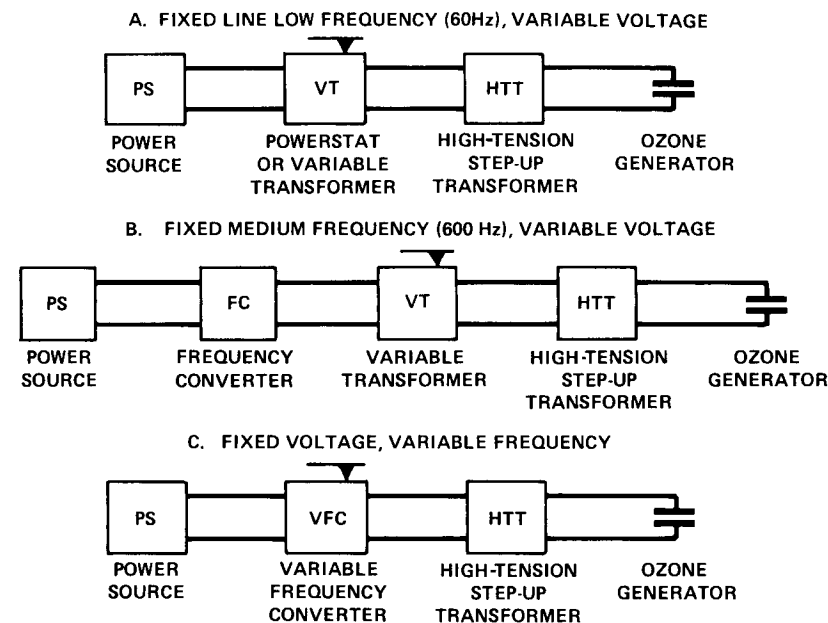 A. FIXED LINE LOW FREQUENCY (60Hz), VARIABLE VOLTAGE
PS
VT
HTT
POWER
SOURCE
POWERSTAT
OR VARIABLE
TRANSFORMER
HIGH-TENSION
STEP-UP
TRANSFORMER
OZONE
GENERATOR
B. FIXED MEDIUM FREQUENCY (600 Hz), VARIABLE VOLTAGE
PS
FC
VT
HTT
POWER
SOURCE
FREQUENCY
CONVERTER
VARIABLE
TRANSFORMER
HIGH-TENSION
STEP-UP
TRANSFORMER
OZONE
GENERATOR
C. FIXED VOLTAGE, VARIABLE FREQUENCY
PS
VFC
HTT
POWER
SOURCE
VARIABLE
FREQUENCY
CONVERTER
HIGH-TENSION
STEP-UP
TRANSFORMER
OZONE
GENERATOR